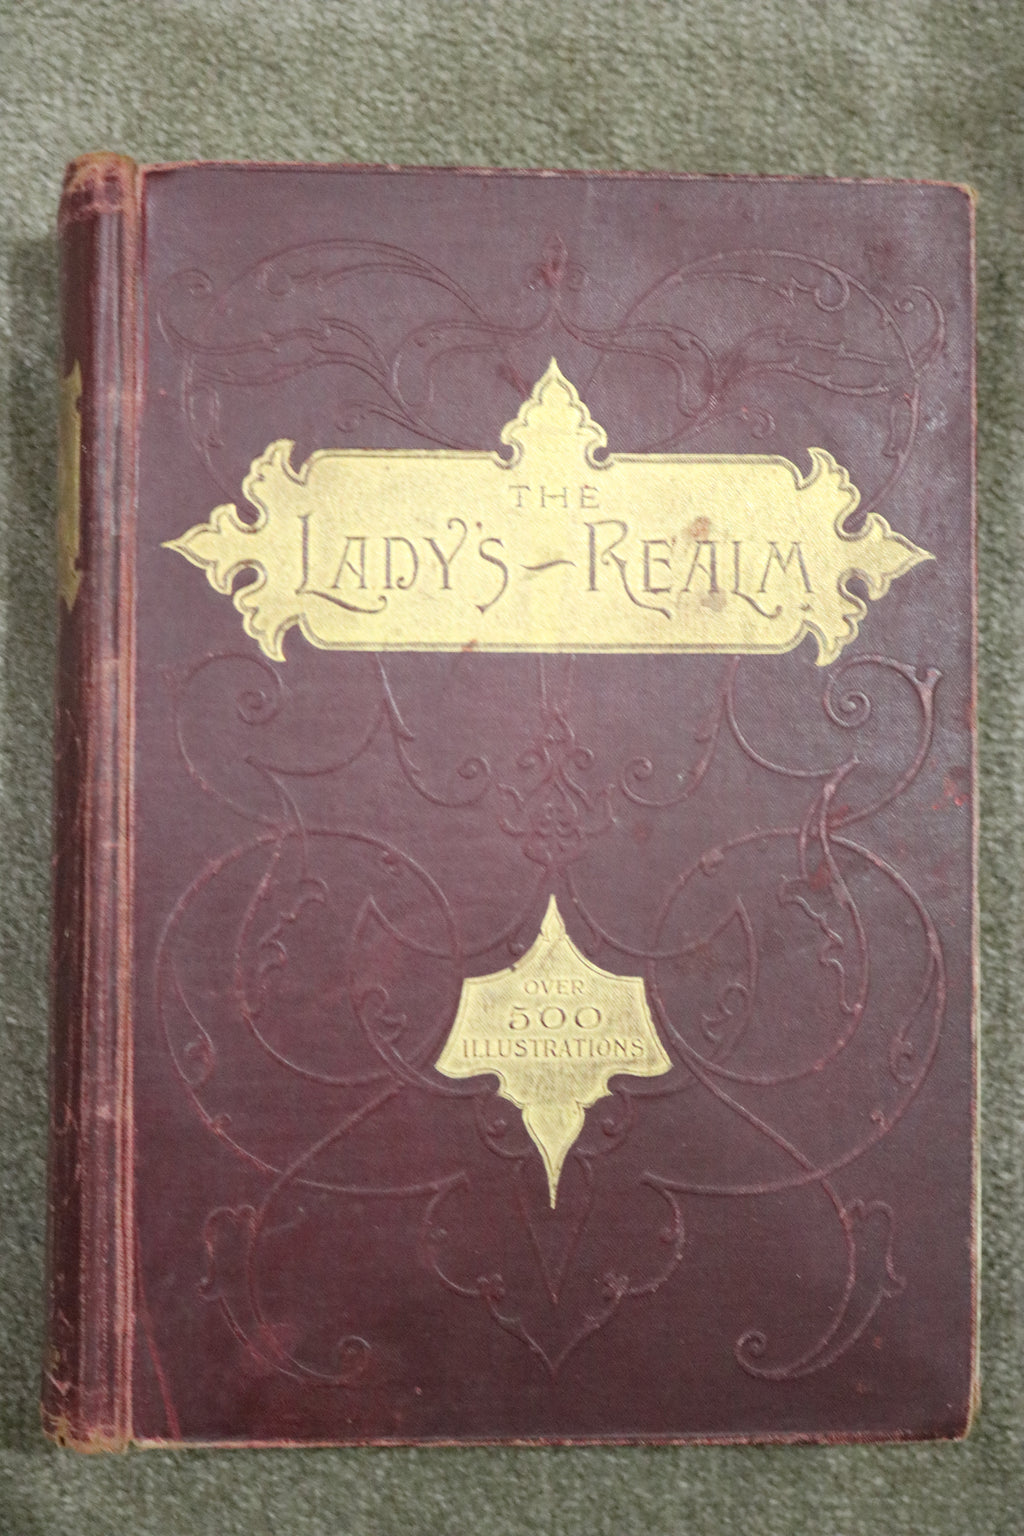 THE
LADY'S ~ REALM
OVER
500
ILLUSTRATIONS